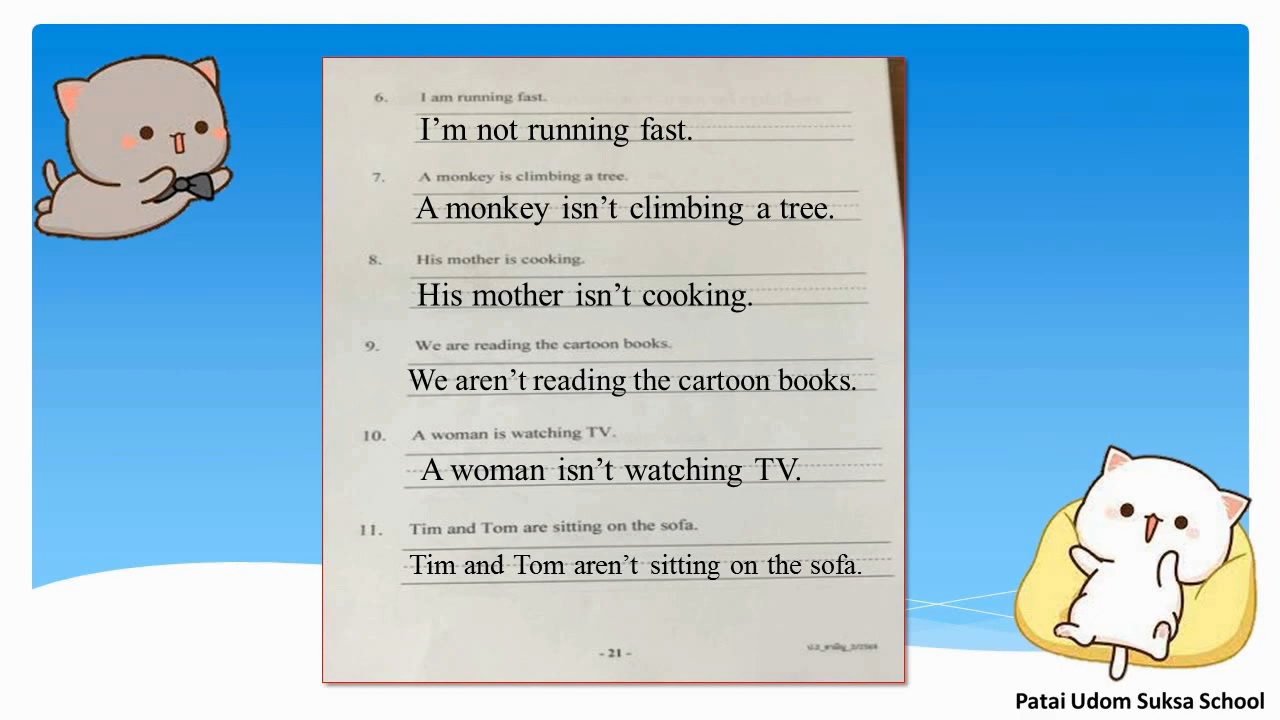 6. I am running fast.
I’m not running fast.
7. A monkey is climbing a tree.
A monkey isn’t climbing a tree.
8. His mother is cooking.
His mother isn’t cooking.
9. We are reading the cartoon books.
We aren’t reading the cartoon books.
10. A woman is watching TV.
A woman isn’t watching TV.
11. Tim and Tom are sitting on the sofa.
Tim and Tom aren’t sitting on the sofa.
- 21 -
Patai Udom Suksa School